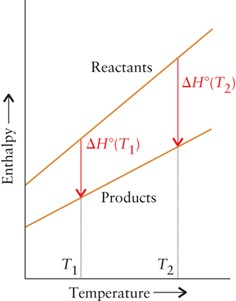 Reactants
ΔH°(T₂)
ΔH°(T₁)
Products
Enthalpy
T₁
T₂
Temperature